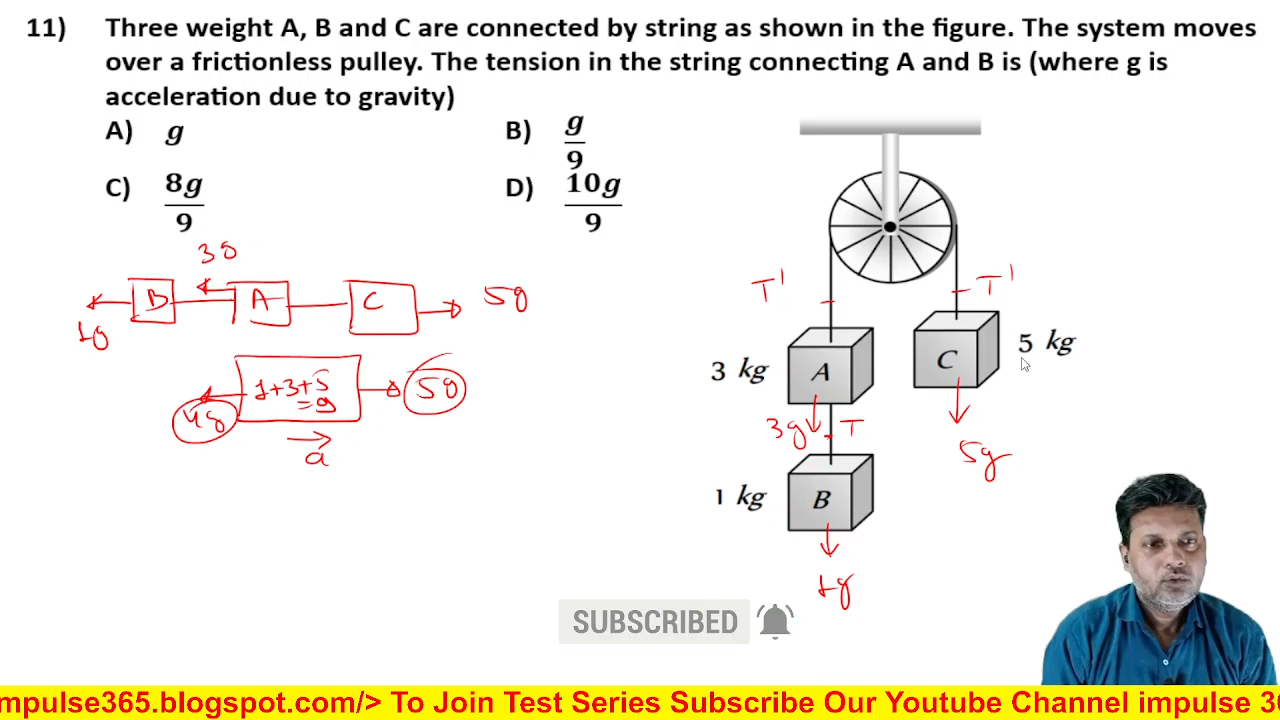 11) Three weight A, B and C are connected by string as shown in the figure. The system moves
over a frictionless pulley. The tension in the string connecting A and B is (where g is
acceleration due to gravity)
A) g B) g/9
C) 8g/9 D) 10g/9
3g
B A C 5g
1g
1+3+5
=9
4g 5g
a
T' T'
3 kg A C 5 kg
3g T
5g
1 kg B
1g
SUBSCRIBED
mpulse365.blogspot.com/> To Join Test Series Subscribe Our Youtube Channel impulse 3